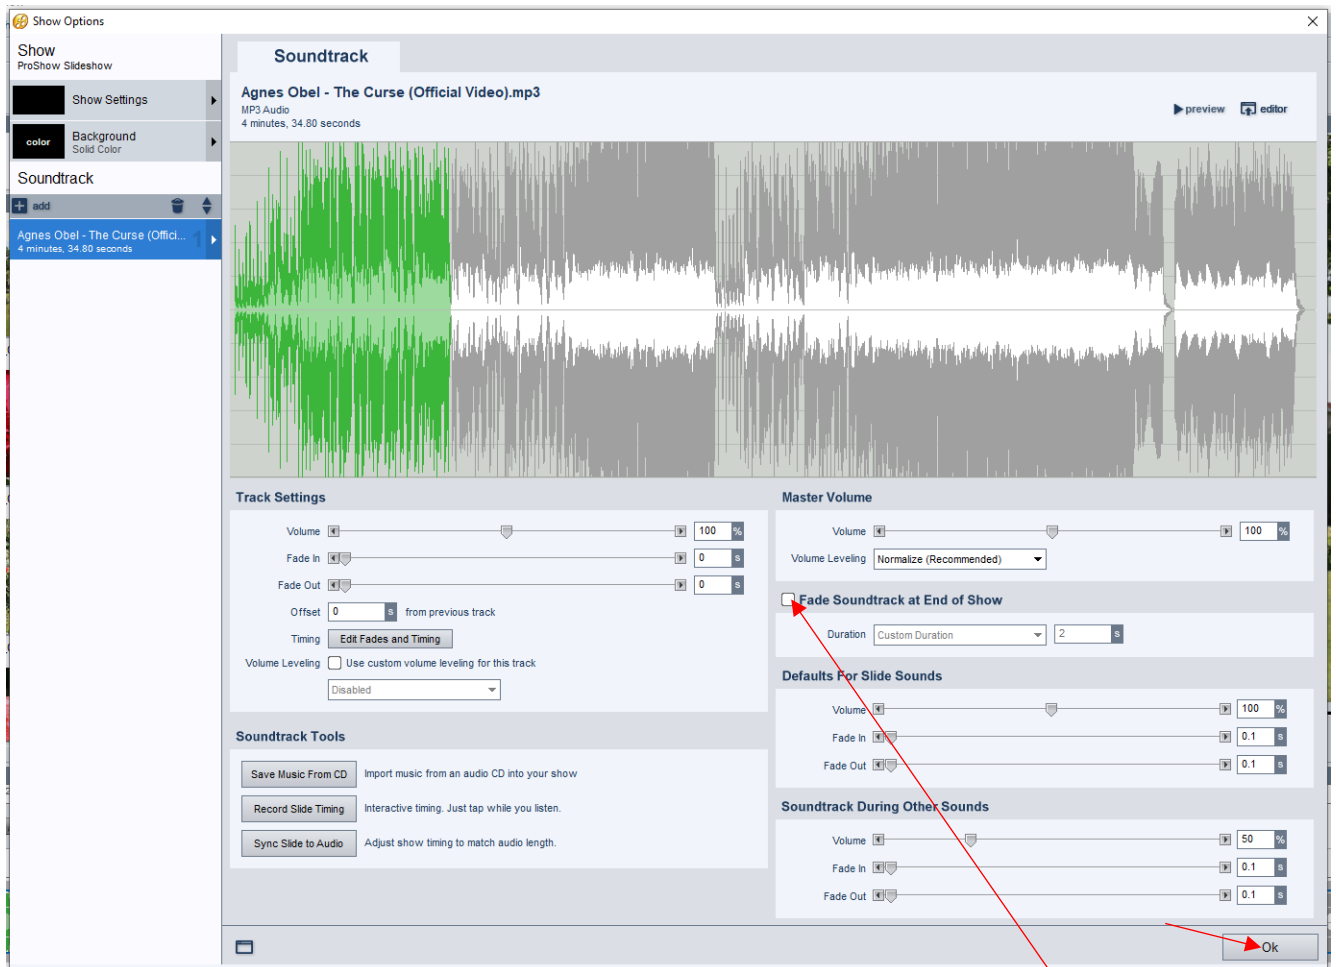 Show Options
Show
ProShow Slideshow
Show Settings
color
Background
Solid Color
Soundtrack
add
Agnes Obel - The Curse (Offici...
1
4 minutes, 34.80 seconds
Soundtrack
Agnes Obel - The Curse (Official Video).mp3
MP3 Audio
4 minutes, 34.80 seconds
preview
editor
Track Settings
Volume 100 %
Fade In 0 s
Fade Out 0 s
Offset 0 s from previous track
Timing Edit Fades and Timing
Volume Leveling Use custom volume leveling for this track
Disabled
Soundtrack Tools
Save Music From CD Import music from an audio CD into your show
Record Slide Timing Interactive timing. Just tap while you listen.
Sync Slide to Audio Adjust show timing to match audio length.
Master Volume
Volume 100 %
Volume Leveling Normalize (Recommended)
Fade Soundtrack at End of Show
Duration Custom Duration 2 s
Defaults For Slide Sounds
Volume 100 %
Fade In 0.1 s
Fade Out 0.1 s
Soundtrack During Other Sounds
Volume 50 %
Fade In 0.1 s
Fade Out 0.1 s
Ok